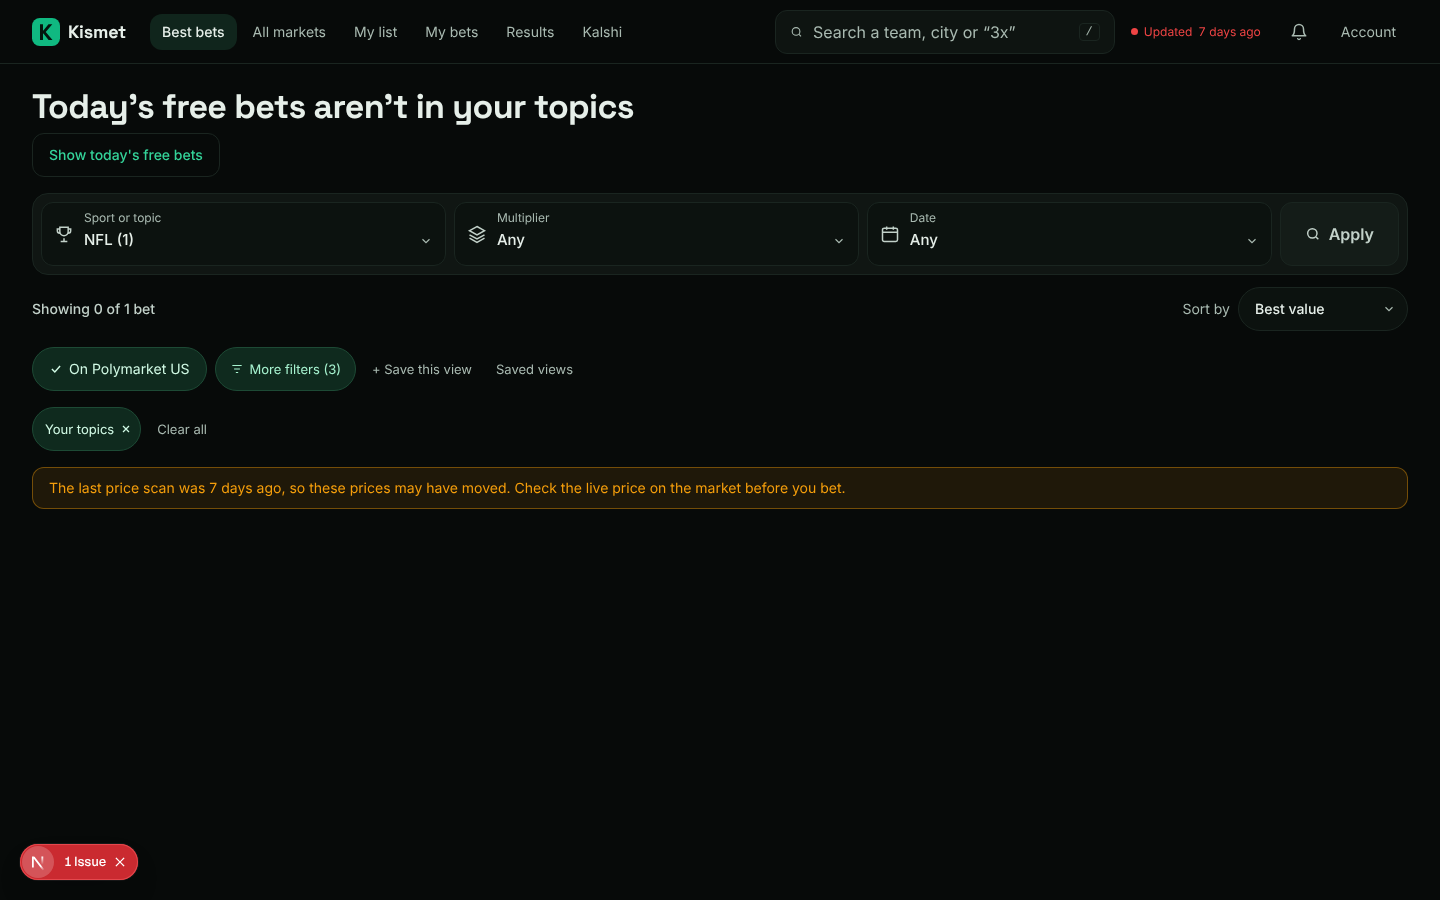 K Kismet Best bets All markets My list My bets Results Kalshi Search a team, city or “3x” / Updated 7 days ago Account
Today’s free bets aren’t in your topics
Show today's free bets
Sport or topic Multiplier Date
NFL (1) Any Any Apply
Showing 0 of 1 bet Sort by Best value
On Polymarket US More filters (3) + Save this view Saved views
Your topics × Clear all
The last price scan was 7 days ago, so these prices may have moved. Check the live price on the market before you bet.
N 1 Issue ×